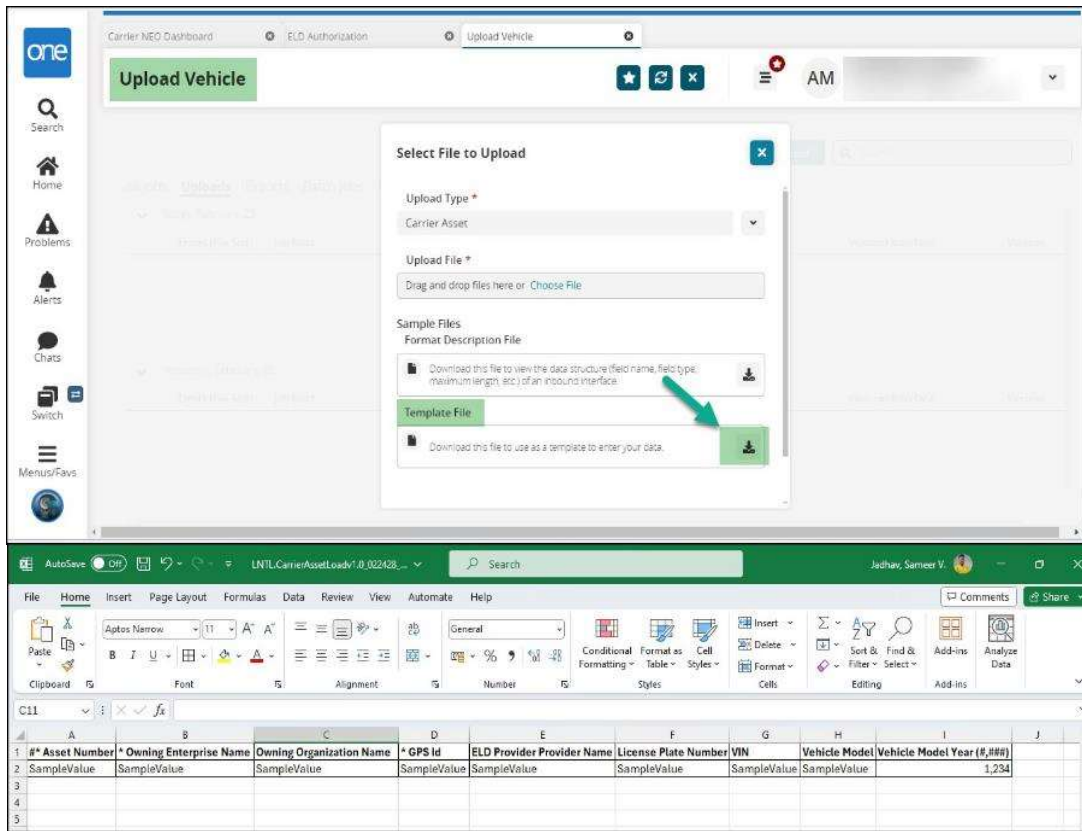 Carrier NEO Dashboard ELD Authorization Upload Vehicle
one
Upload Vehicle
AM
Search
Home
Problems
Alerts
Chats
Switch
Menus/Favs
Select File to Upload
Upload Type *
Carrier Asset
Upload File *
Drag and drop files here or Choose File
Sample Files
Format Description File
Download this file to view the data structure (field name, field type, maximum length, etc.) of an inbound interface.
Template File
Download this file to use as a template to enter your data.
Uploads
AutoSave Off LNTL.CarrierAssetLoadv1.0_022428_... Search Jadhav, Sameer V.
File Home Insert Page Layout Formulas Data Review View Automate Help Comments Share
Paste Aptos Narrow 11 A^ A˅ ab General Conditional Formatting Format as Table Cell Styles Insert Delete Format Sort & Filter Find & Select Add-ins Analyze Data
B I U A % 9
Clipboard Font Alignment Number Styles Cells Editing Add-ins
C11 fx
A B C D E F G H I J
1 #* Asset Number * Owning Enterprise Name Owning Organization Name * GPS Id ELD Provider Provider Name License Plate Number VIN Vehicle Model Vehicle Model Year (#,###)
2 SampleValue SampleValue SampleValue SampleValue SampleValue SampleValue SampleValue SampleValue 1,234
3
4
5